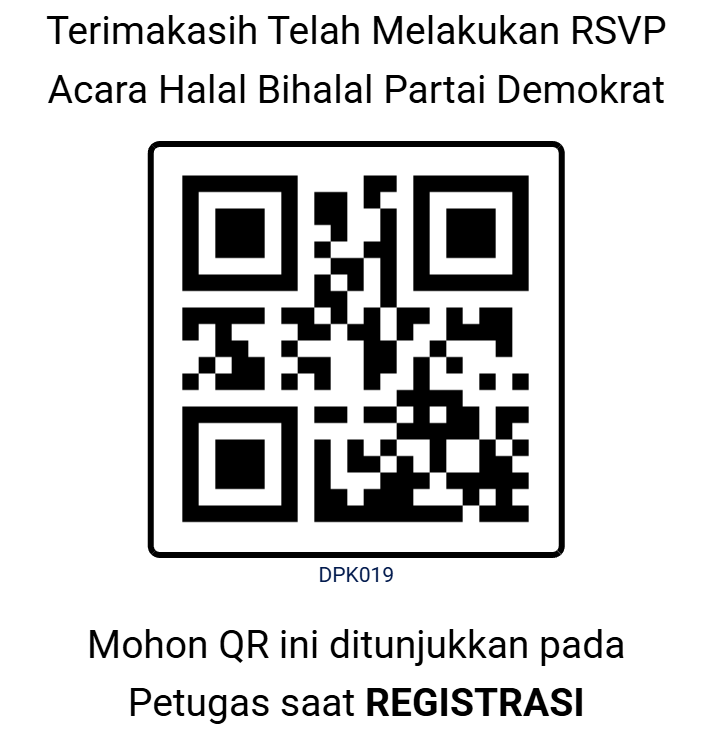 Terimakasih Telah Melakukan RSVP
Acara Halal Bihalal Partai Demokrat
DPK019
Mohon QR ini ditunjukkan pada
Petugas saat REGISTRASI